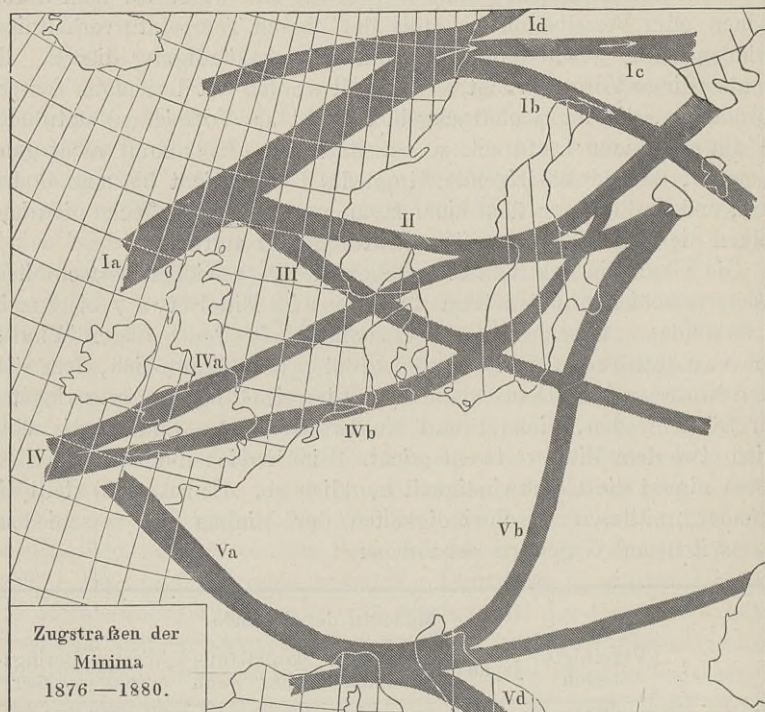 Id
Ic
Ib
II
Ia
III
IVa
IVb
IV
Vb
Va
Zugstraßen der
Minima
1876—1880.
Vd